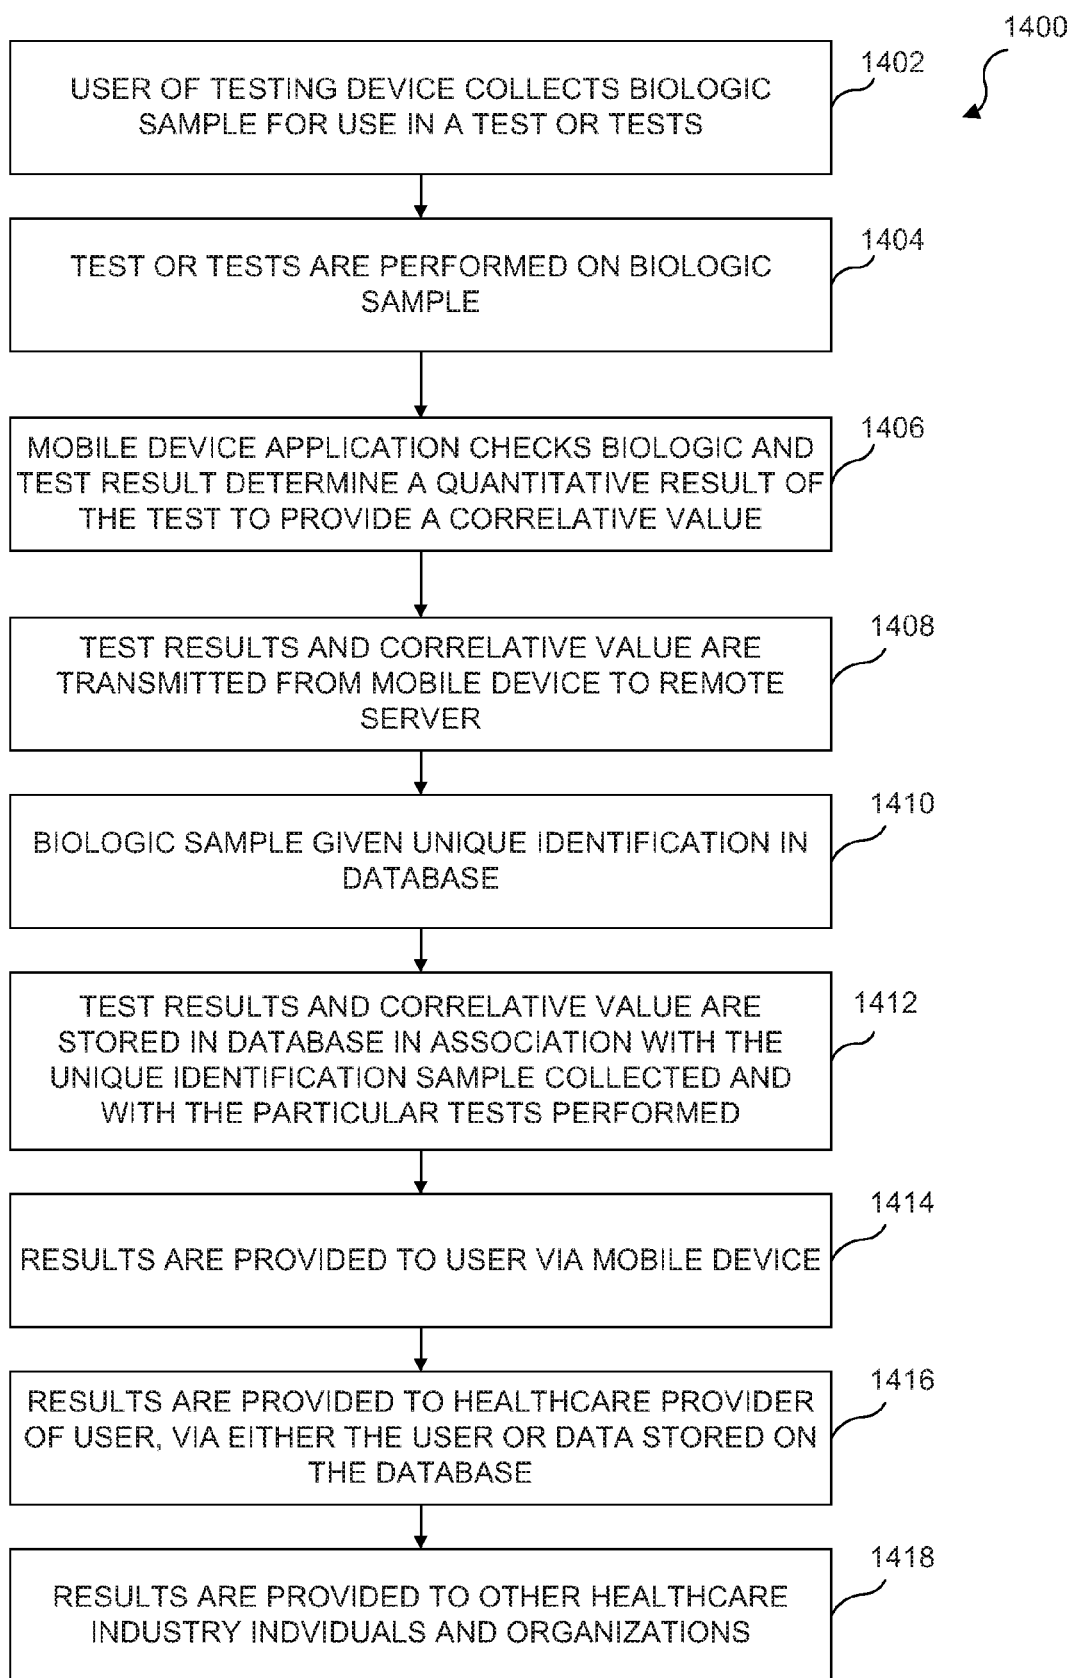 1400
1402
USER OF TESTING DEVICE COLLECTS BIOLOGIC
SAMPLE FOR USE IN A TEST OR TESTS
1404
TEST OR TESTS ARE PERFORMED ON BIOLOGIC
SAMPLE
1406
MOBILE DEVICE APPLICATION CHECKS BIOLOGIC AND
TEST RESULT DETERMINE A QUANTITATIVE RESULT OF
THE TEST TO PROVIDE A CORRELATIVE VALUE
1408
TEST RESULTS AND CORRELATIVE VALUE ARE
TRANSMITTED FROM MOBILE DEVICE TO REMOTE
SERVER
1410
BIOLOGIC SAMPLE GIVEN UNIQUE IDENTIFICATION IN
DATABASE
1412
TEST RESULTS AND CORRELATIVE VALUE ARE
STORED IN DATABASE IN ASSOCIATION WITH THE
UNIQUE IDENTIFICATION SAMPLE COLLECTED AND
WITH THE PARTICULAR TESTS PERFORMED
1414
RESULTS ARE PROVIDED TO USER VIA MOBILE DEVICE
1416
RESULTS ARE PROVIDED TO HEALTHCARE PROVIDER
OF USER, VIA EITHER THE USER OR DATA STORED ON
THE DATABASE
1418
RESULTS ARE PROVIDED TO OTHER HEALTHCARE
INDUSTRY INDVIDUALS AND ORGANIZATIONS